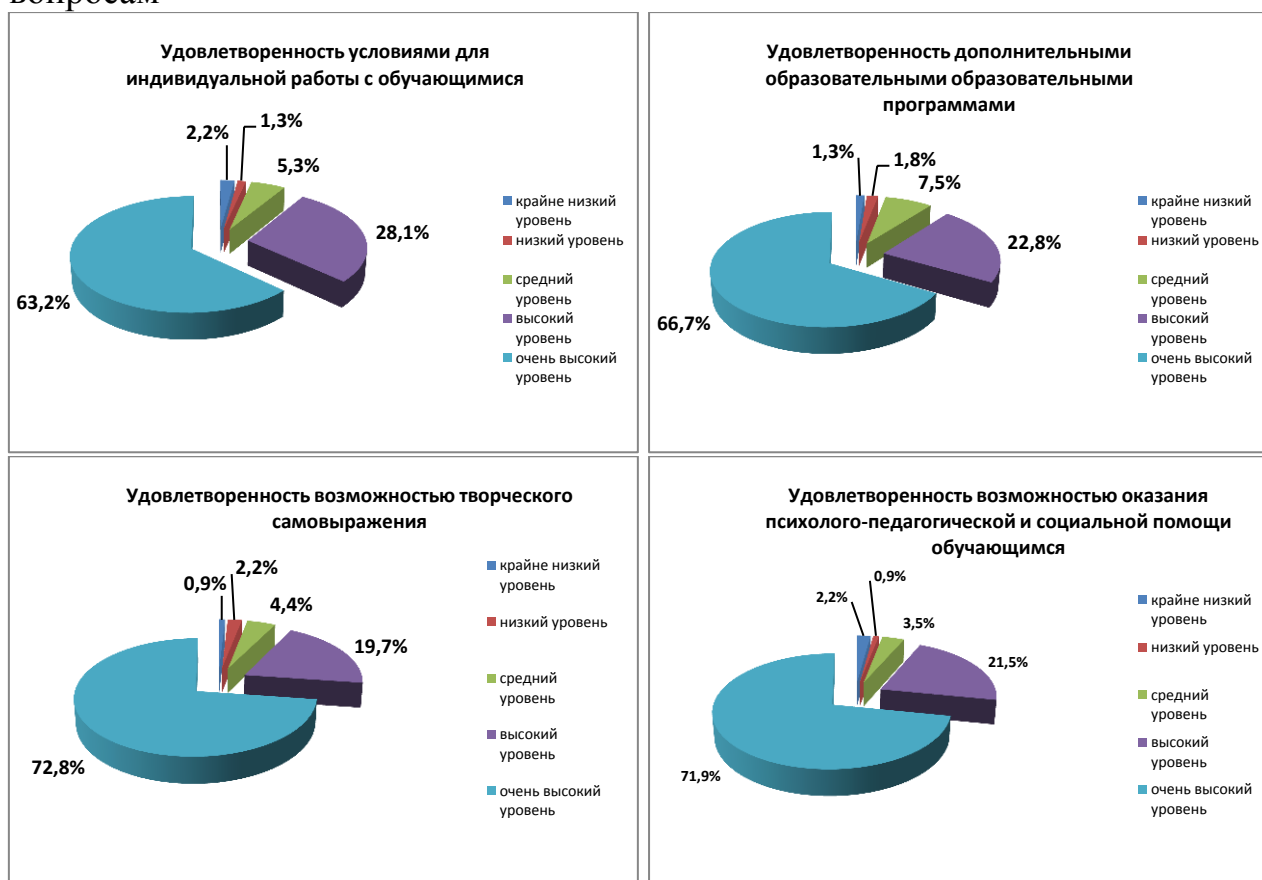 вопросам
Удовлетворенность условиями для
индивидуальной работы с обучающимися
2,2%
1,3%
5,3%
28,1%
63,2%
крайне низкий
уровень
низкий уровень
средний
уровень
высокий
уровень
очень высокий
уровень
Удовлетворенность дополнительными
образовательными образовательными
программами
1,3%
1,8%
7,5%
22,8%
66,7%
крайне низкий
уровень
низкий уровень
средний
уровень
высокий
уровень
очень высокий
уровень
Удовлетворенность возможностью творческого
самовыражения
0,9%
2,2%
4,4%
19,7%
72,8%
крайне низкий
уровень
низкий уровень
средний
уровень
высокий
уровень
очень высокий
уровень
Удовлетворенность возможностью оказания
психолого-педагогической и социальной помощи
обучающимся
2,2%
0,9%
3,5%
21,5%
71,9%
крайне низкий
уровень
низкий уровень
средний
уровень
высокий
уровень
очень высокий
уровень